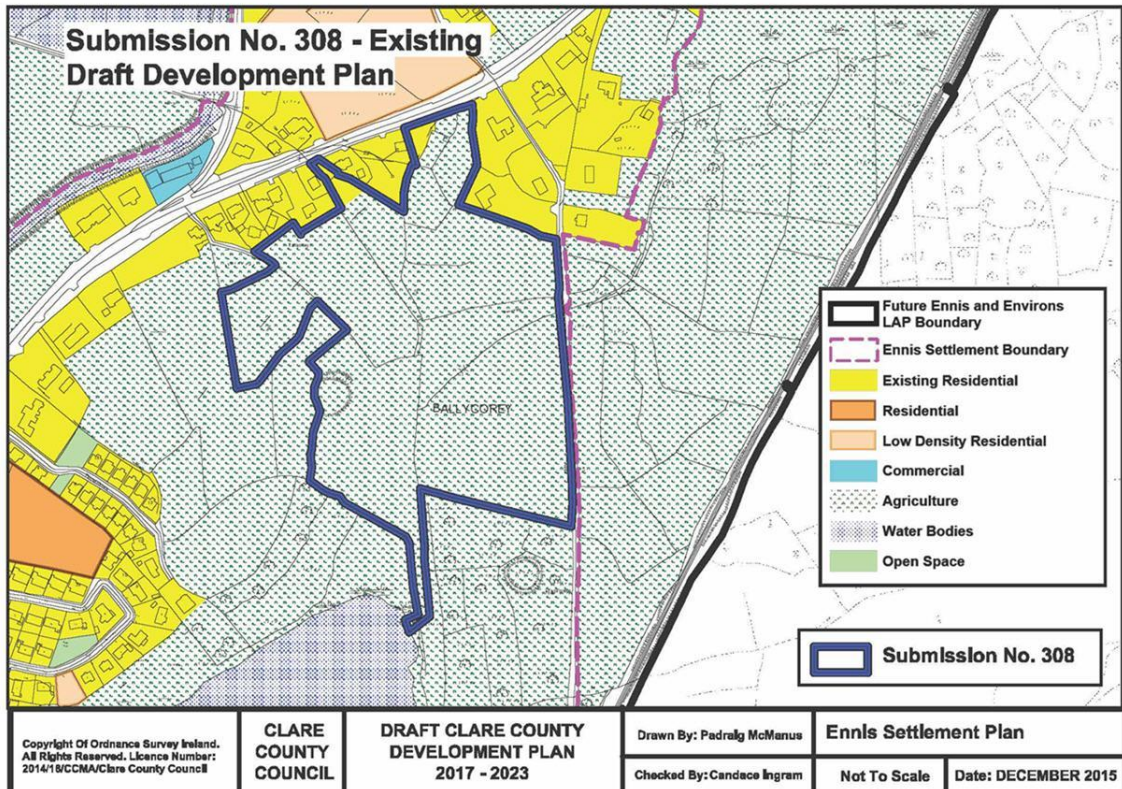 Submission No. 308 - Existing
Draft Development Plan
BALLYCOREY
Future Ennis and Environs
LAP Boundary
Ennis Settlement Boundary
Existing Residential
Residential
Low Density Residential
Commercial
Agriculture
Water Bodies
Open Space
Submission No. 308
Copyright Of Ordnance Survey Ireland.
All Rights Reserved. Licence Number:
2014/18/CCMA/Clare County Council
CLARE
COUNTY
COUNCIL
DRAFT CLARE COUNTY
DEVELOPMENT PLAN
2017 - 2023
Drawn By: Padraig McManus
Checked By: Candace Ingram
Ennis Settlement Plan
Not To Scale
Date: DECEMBER 2015